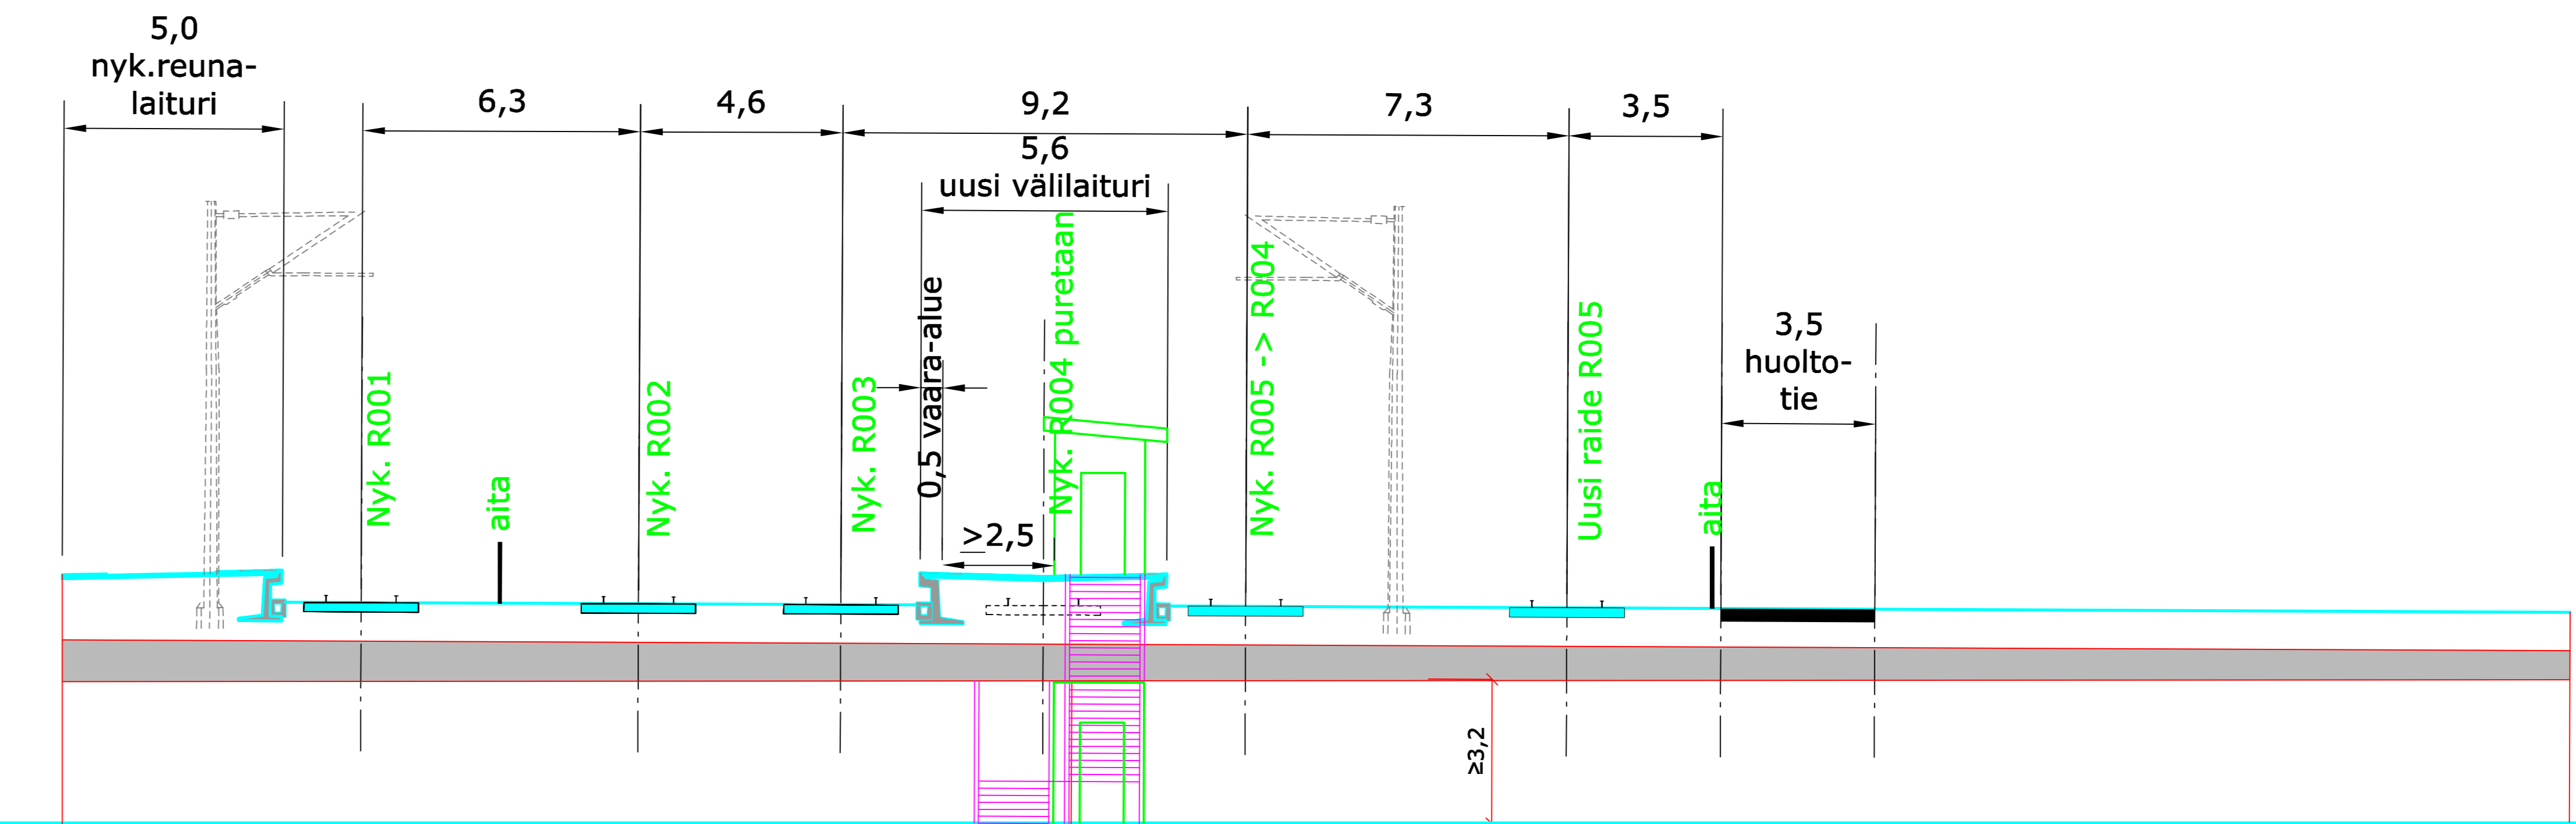 5,0
nyk.reuna-
laituri
6,3
4,6
9,2
7,3
3,5
5,6
uusi välilaituri
Nyk. R001
aita
Nyk. R002
Nyk. R003
0,5 vaara-alue
≥2,5
Nyk. R004 puretaan
Nyk. R005 -> R004
Uusi raide R005
aita
3,5
huolto-
tie
≥3,2